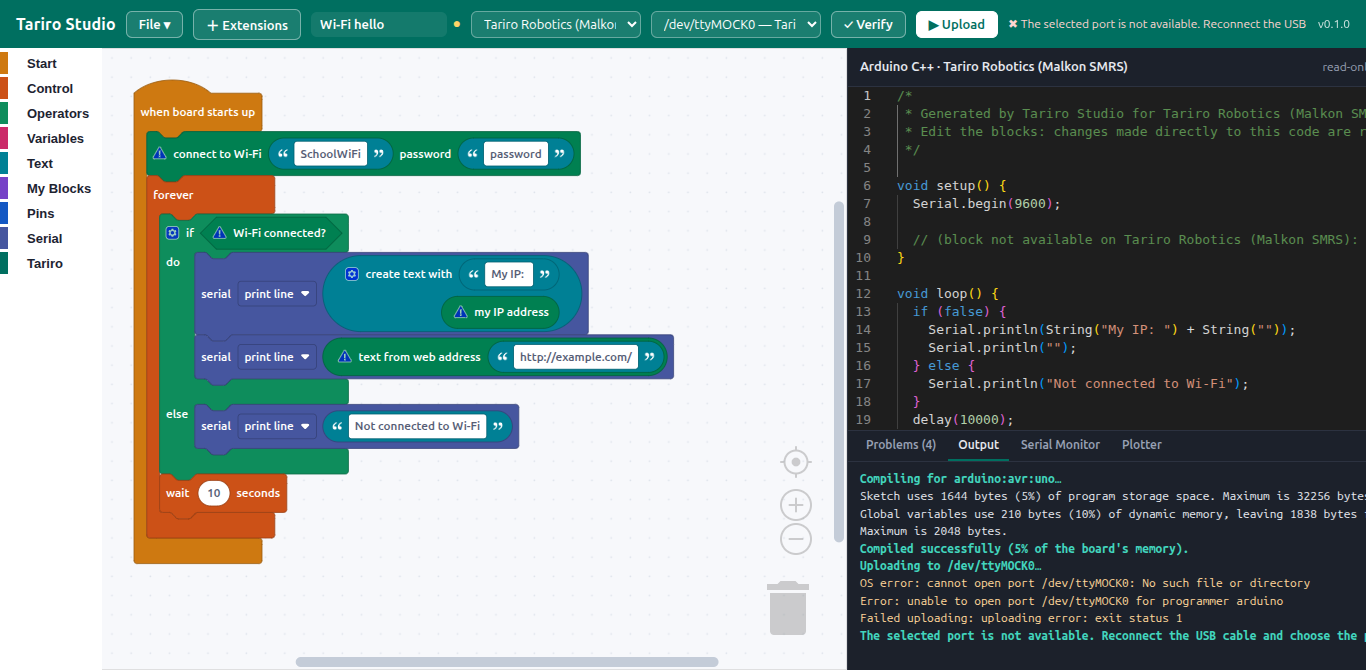 Tariro Studio
File ▾
+ Extensions
Wi-Fi hello
Tariro Robotics (Malkon
/dev/ttyMOCK0 — Tari
✓ Verify
▶ Upload
✖ The selected port is not available. Reconnect the USB
v0.1.0
Start
Control
Operators
Variables
Text
My Blocks
Pins
Serial
Tariro
when board starts up
connect to Wi-Fi “ SchoolWiFi ” password “ password ”
forever
if Wi-Fi connected?
do
serial print line create text with “ My IP: ”
my IP address
serial print line text from web address “ http://example.com/ ”
else
serial print line “ Not connected to Wi-Fi ”
wait 10 seconds
Arduino C++ · Tariro Robotics (Malkon SMRS)
read-onl
1 /*
2 * Generated by Tariro Studio for Tariro Robotics (Malkon SM
3 * Edit the blocks: changes made directly to this code are r
4 */
5
6 void setup() {
7 Serial.begin(9600);
8
9 // (block not available on Tariro Robotics (Malkon SMRS):
10 }
11
12 void loop() {
13 if (false) {
14 Serial.println(String("My IP: ") + String(""));
15 Serial.println("");
16 } else {
17 Serial.println("Not connected to Wi-Fi");
18 }
19 delay(10000);
Problems (4)
Output
Serial Monitor
Plotter
Compiling for arduino:avr:uno…
Sketch uses 1644 bytes (5%) of program storage space. Maximum is 32256 bytes
Global variables use 210 bytes (10%) of dynamic memory, leaving 1838 bytes
Maximum is 2048 bytes.
Compiled successfully (5% of the board's memory).
Uploading to /dev/ttyMOCK0…
OS error: cannot open port /dev/ttyMOCK0: No such file or directory
Error: unable to open port /dev/ttyMOCK0 for programmer arduino
Failed uploading: uploading error: exit status 1
The selected port is not available. Reconnect the USB cable and choose the